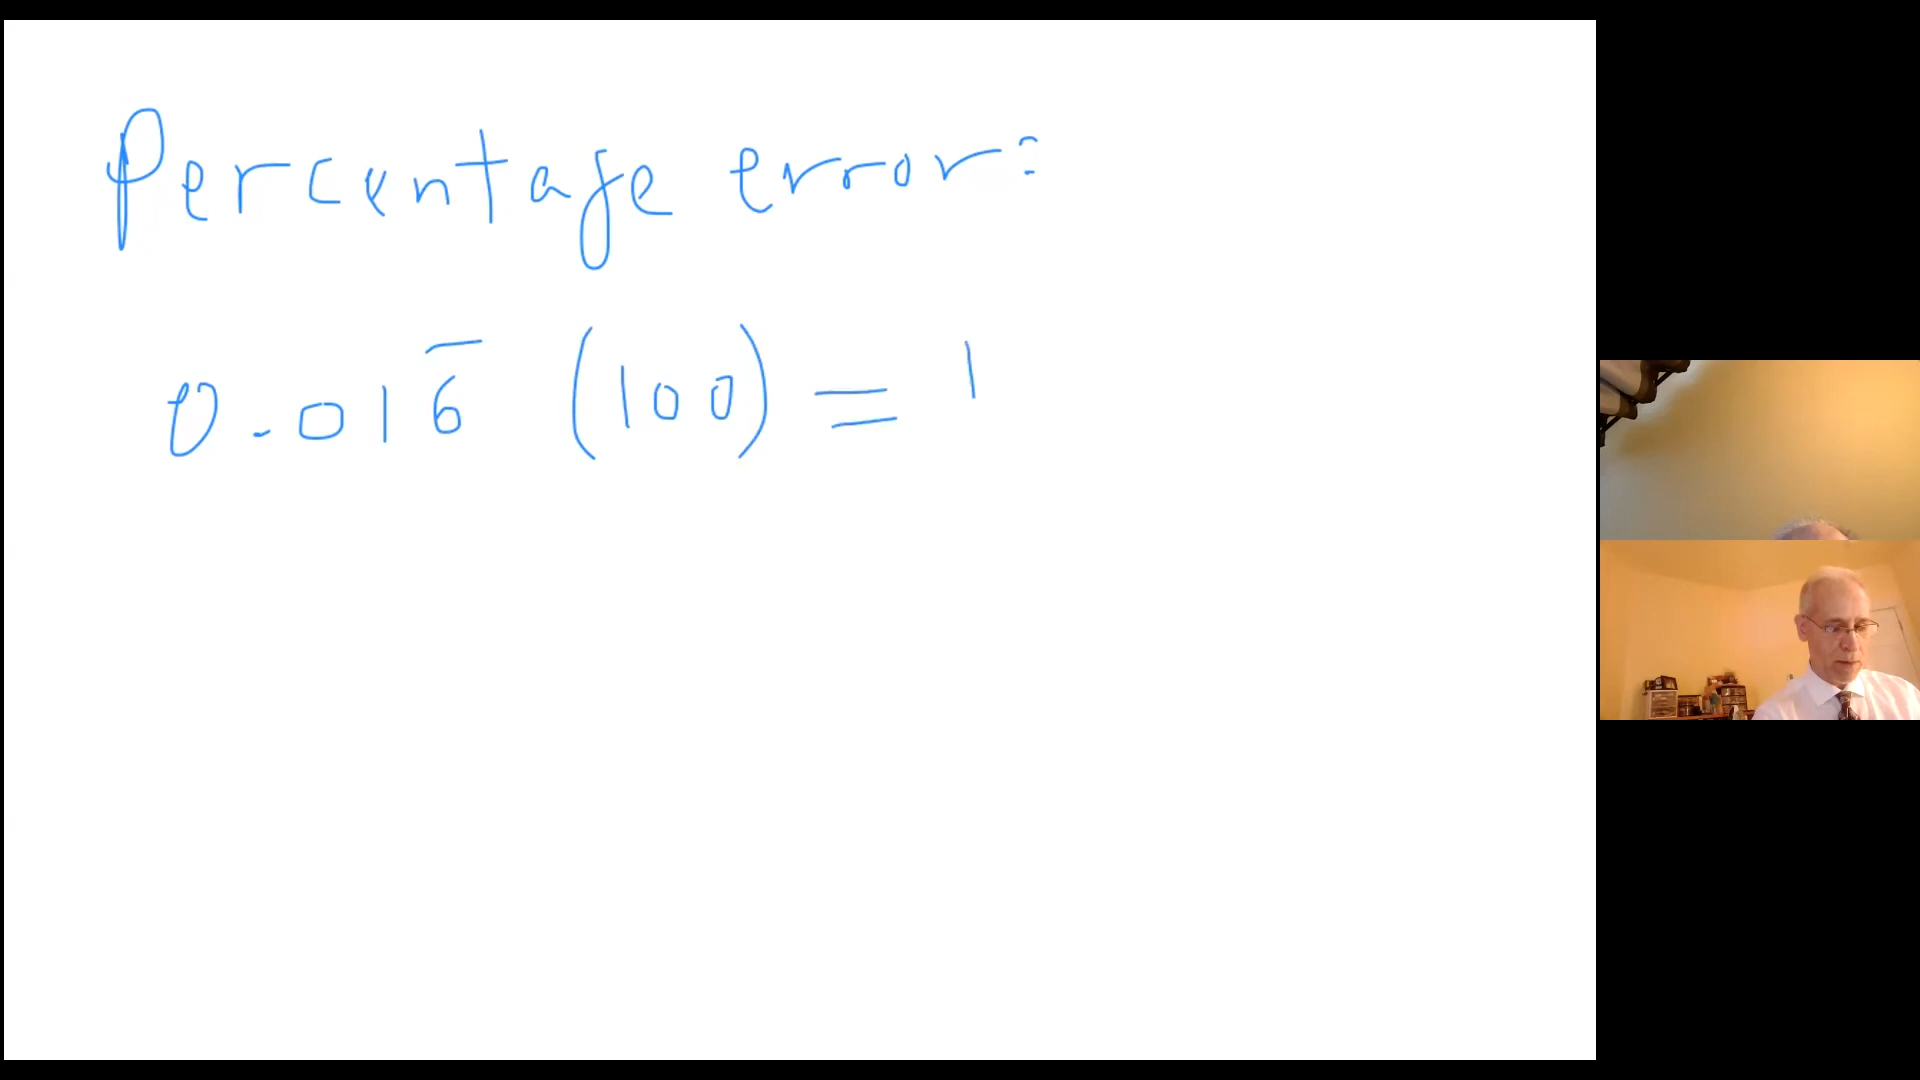 Percentage error:
0.016̅ (100) = 1